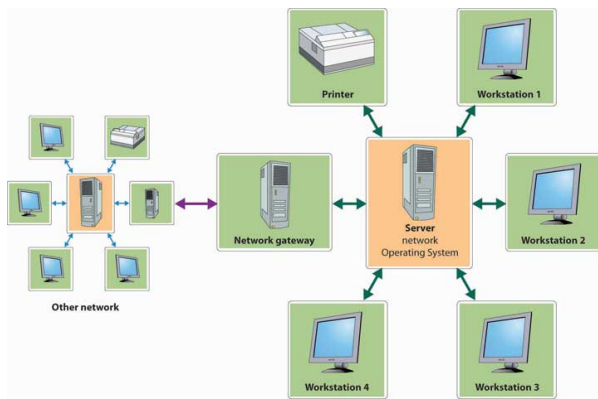 Printer
Workstation 1
Network gateway
Server
network
Operating System
Workstation 2
Other network
Workstation 4
Workstation 3